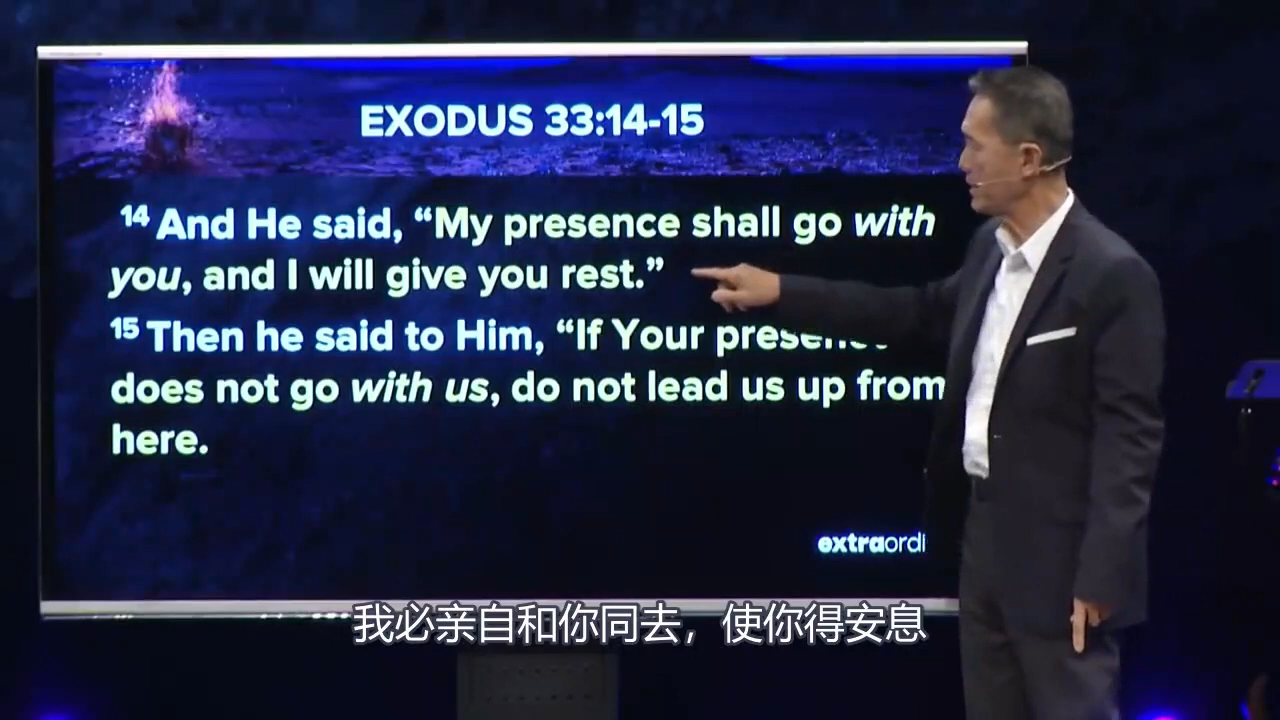 EXODUS 33:14-15
14 And He said, “My presence shall go with
you, and I will give you rest.”
15 Then he said to Him, “If Your presen
does not go with us, do not lead us up from
here.
extraordi
我必亲自和你同去，使你得安息